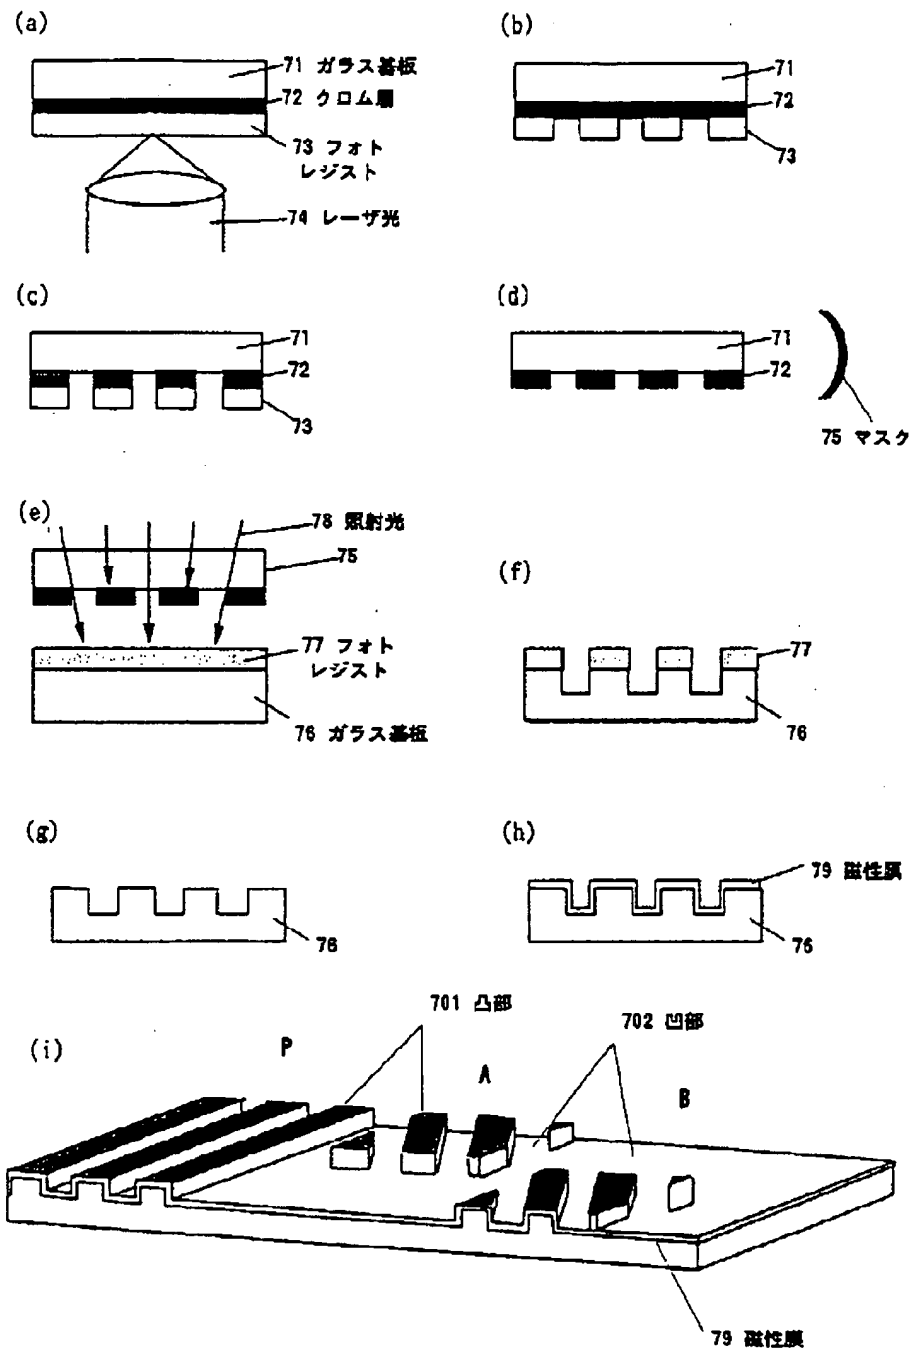 (a)
71 ガラス基板
72 クロム層
73 フォト
レジスト
74 レーザ光
(b)
71
72
73
(c)
71
72
73
(d)
71
72
75 マスク
(e)
78 照射光
75
77 フォト
レジスト
76 ガラス基板
(f)
77
76
(g)
76
(h)
79 磁性膜
76
(i)
701 凸部
702 凹部
P
A
B
79 磁性膜